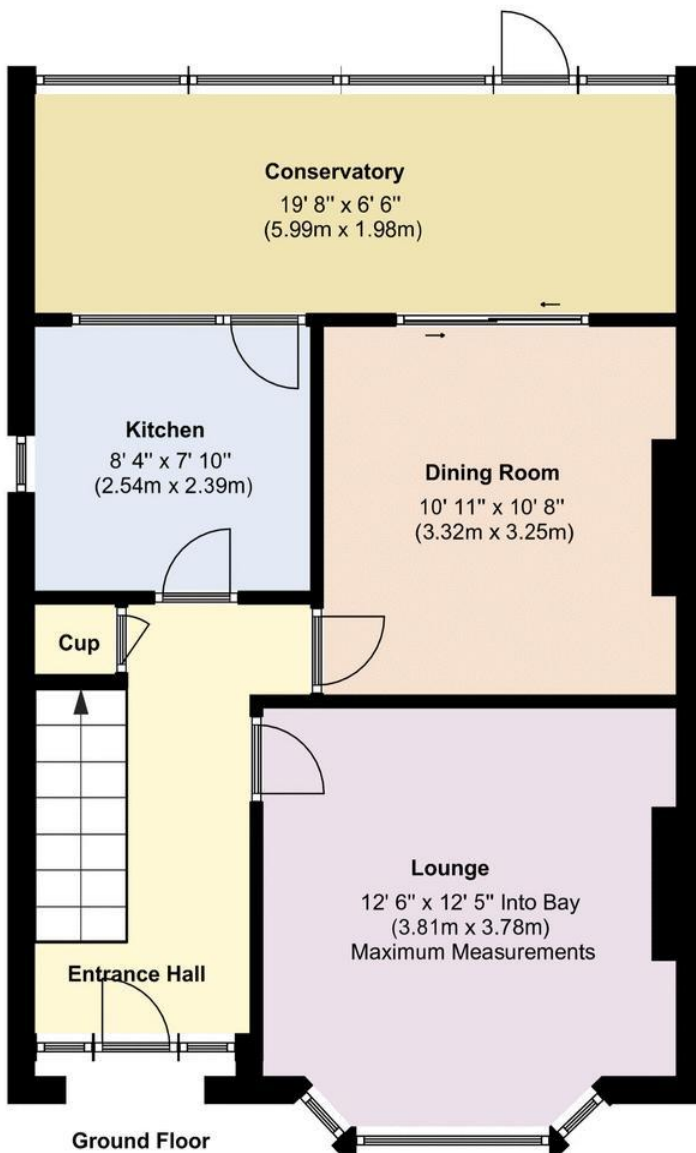 Conservatory
19' 8" x 6' 6"
(5.99m x 1.98m)
Kitchen
8' 4" x 7' 10"
(2.54m x 2.39m)
Dining Room
10' 11" x 10' 8"
(3.32m x 3.25m)
Cup
Lounge
12' 6" x 12' 5" Into Bay
(3.81m x 3.78m)
Maximum Measurements
Entrance Hall
Ground Floor